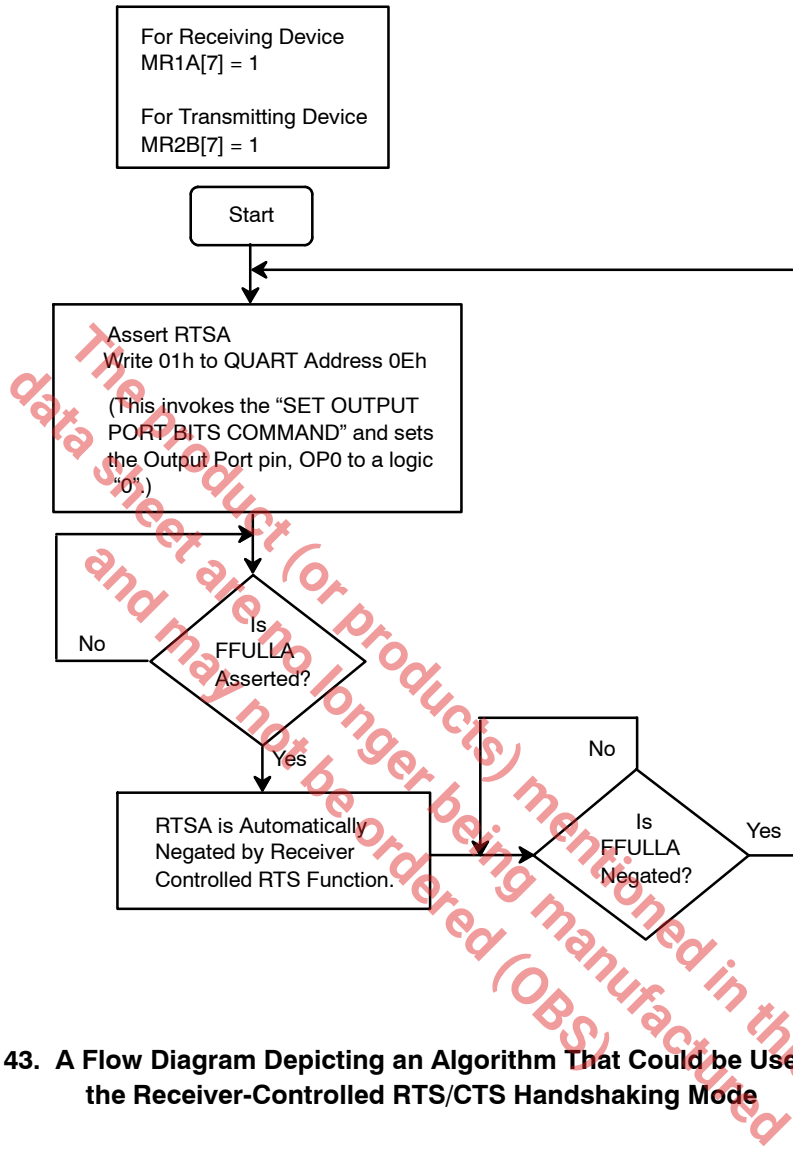 For Receiving Device
MR1A[7] = 1
For Transmitting Device
MR2B[7] = 1
Start
Assert RTSA
Write 01h to QUART Address 0Eh
(This invokes the “SET OUTPUT
PORT BITS COMMAND” and sets
the Output Port pin, OP0 to a logic
“0”.)
Is
FFULLA
Asserted?
No
Yes
RTSA is Automatically
Negated by Receiver
Controlled RTS Function.
No
Is
FFULLA
Negated?
Yes
The product (or products) mentioned in this
data sheet are no longer being manufactured
and may not be ordered (OBS)
43. A Flow Diagram Depicting an Algorithm That Could be Use
the Receiver-Controlled RTS/CTS Handshaking Mode